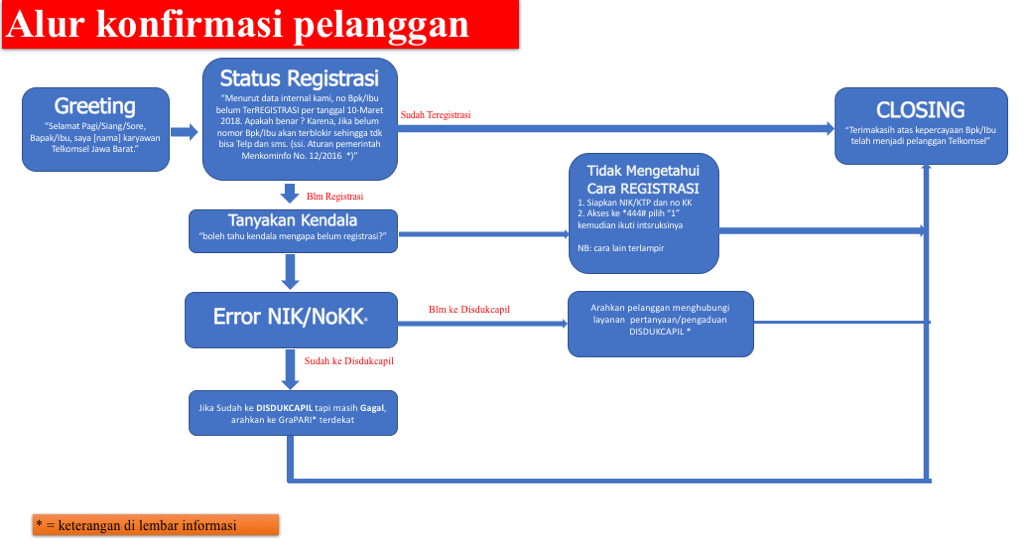 Alur konfirmasi pelanggan
Greeting
"Selamat Pagi/Siang/Sore,
Bapak/Ibu, saya [nama] karyawan
Telkomsel Jawa Barat."
Status Registrasi
"Menurut data internal kami, no Bpk/Ibu
belum TerREGISTRASI per tanggal 10-Maret
2018. Apakah benar ? Karena, Jika belum
nomor Bpk/Ibu akan terblokir sehingga tdk
bisa Telp dan sms. (ssi. Aturan pemerintah
Menkominfo No. 12/2016 *)"
Sudah Teregistrasi
CLOSING
"Terimakasih atas kepercayaan Bpk/Ibu
telah menjadi pelanggan Telkomsel"
Blm Registrasi
Tanyakan Kendala
"boleh tahu kendala mengapa belum registrasi?"
Tidak Mengetahui
Cara REGISTRASI
1. Siapkan NIK/KTP dan no KK
2. Akses ke *444# pilih "1"
kemudian ikuti intsruksinya
NB: cara lain terlampir
Error NIK/NoKK*
Blm ke Disdukcapil
Arahkan pelanggan menghubungi
layanan pertanyaan/pengaduan
DISDUKCAPIL *
Sudah ke Disdukcapil
Jika Sudah ke DISDUKCAPIL tapi masih Gagal,
arahkan ke GraPARI* terdekat
* = keterangan di lembar informasi